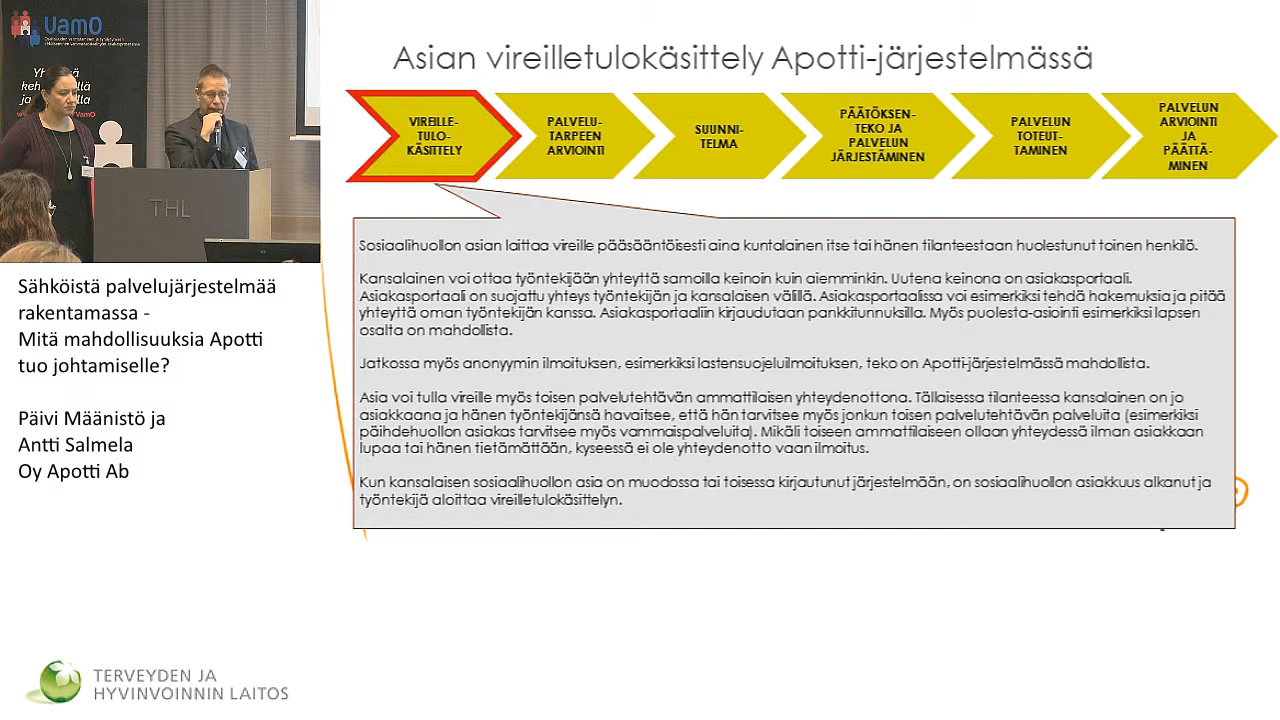 VamO
THL
Sähköistä palvelujärjestelmää
rakentamassa -
Mitä mahdollisuuksia Apotti
tuo johtamiselle?
Päivi Määnistö ja
Antti Salmela
Oy Apotti Ab
TERVEYDEN JA
HYVINVOINNIN LAITOS
Asian vireilletulokäsittely Apotti-järjestelmässä
VIREILLE-
TULO-
KÄSITTELY
PALVELU-
TARPEEN
ARVIOINTI
SUUNNI-
TELMA
PÄÄTÖKSEN-
TEKO JA
PALVELUN
JÄRJESTÄMINEN
PALVELUN
TOTEUT-
TAMINEN
PALVELUN
ARVIOINTI
JA
PÄÄTTÄ-
MINEN
Sosiaalihuollon asian laittaa vireille pääsääntöisesti aina kuntalainen itse tai hänen tilanteestaan huolestunut toinen henkilö.
Kansalainen voi ottaa työntekijään yhteyttä samoilla keinoin kuin aiemminkin. Uutena keinona on asiakasportaali.
Asiakasportaali on suojattu yhteys työntekijän ja kansalaisen välillä. Asiakasportaalissa voi esimerkiksi tehdä hakemuksia ja pitää
yhteyttä oman työntekijän kanssa. Asiakasportaaliin kirjaudutaan pankkitunnuksilla. Myös puolesta-asiointi esimerkiksi lapsen
osalta on mahdollista.
Jatkossa myös anonyymin ilmoituksen, esimerkiksi lastensuojeluilmoituksen, teko on Apotti-järjestelmässä mahdollista.
Asia voi tulla vireille myös toisen palvelutehtävän ammattilaisen yhteydenottona. Tällaisessa tilanteessa kansalainen on jo
asiakkaana ja hänen työntekijänsä havaitsee, että hän tarvitsee myös jonkun toisen palvelutehtävän palveluita (esimerkiksi
päihdehuollon asiakas tarvitsee myös vammaispalveluita). Mikäli toiseen ammattilaiseen ollaan yhteydessä ilman asiakkaan
lupaa tai hänen tietämättään, kyseessä ei ole yhteydenotto vaan ilmoitus.
Kun kansalaisen sosiaalihuollon asia on muodossa tai toisessa kirjautunut järjestelmään, on sosiaalihuollon asiakkuus alkanut ja
työntekijä aloittaa vireilletulokäsittelyn.